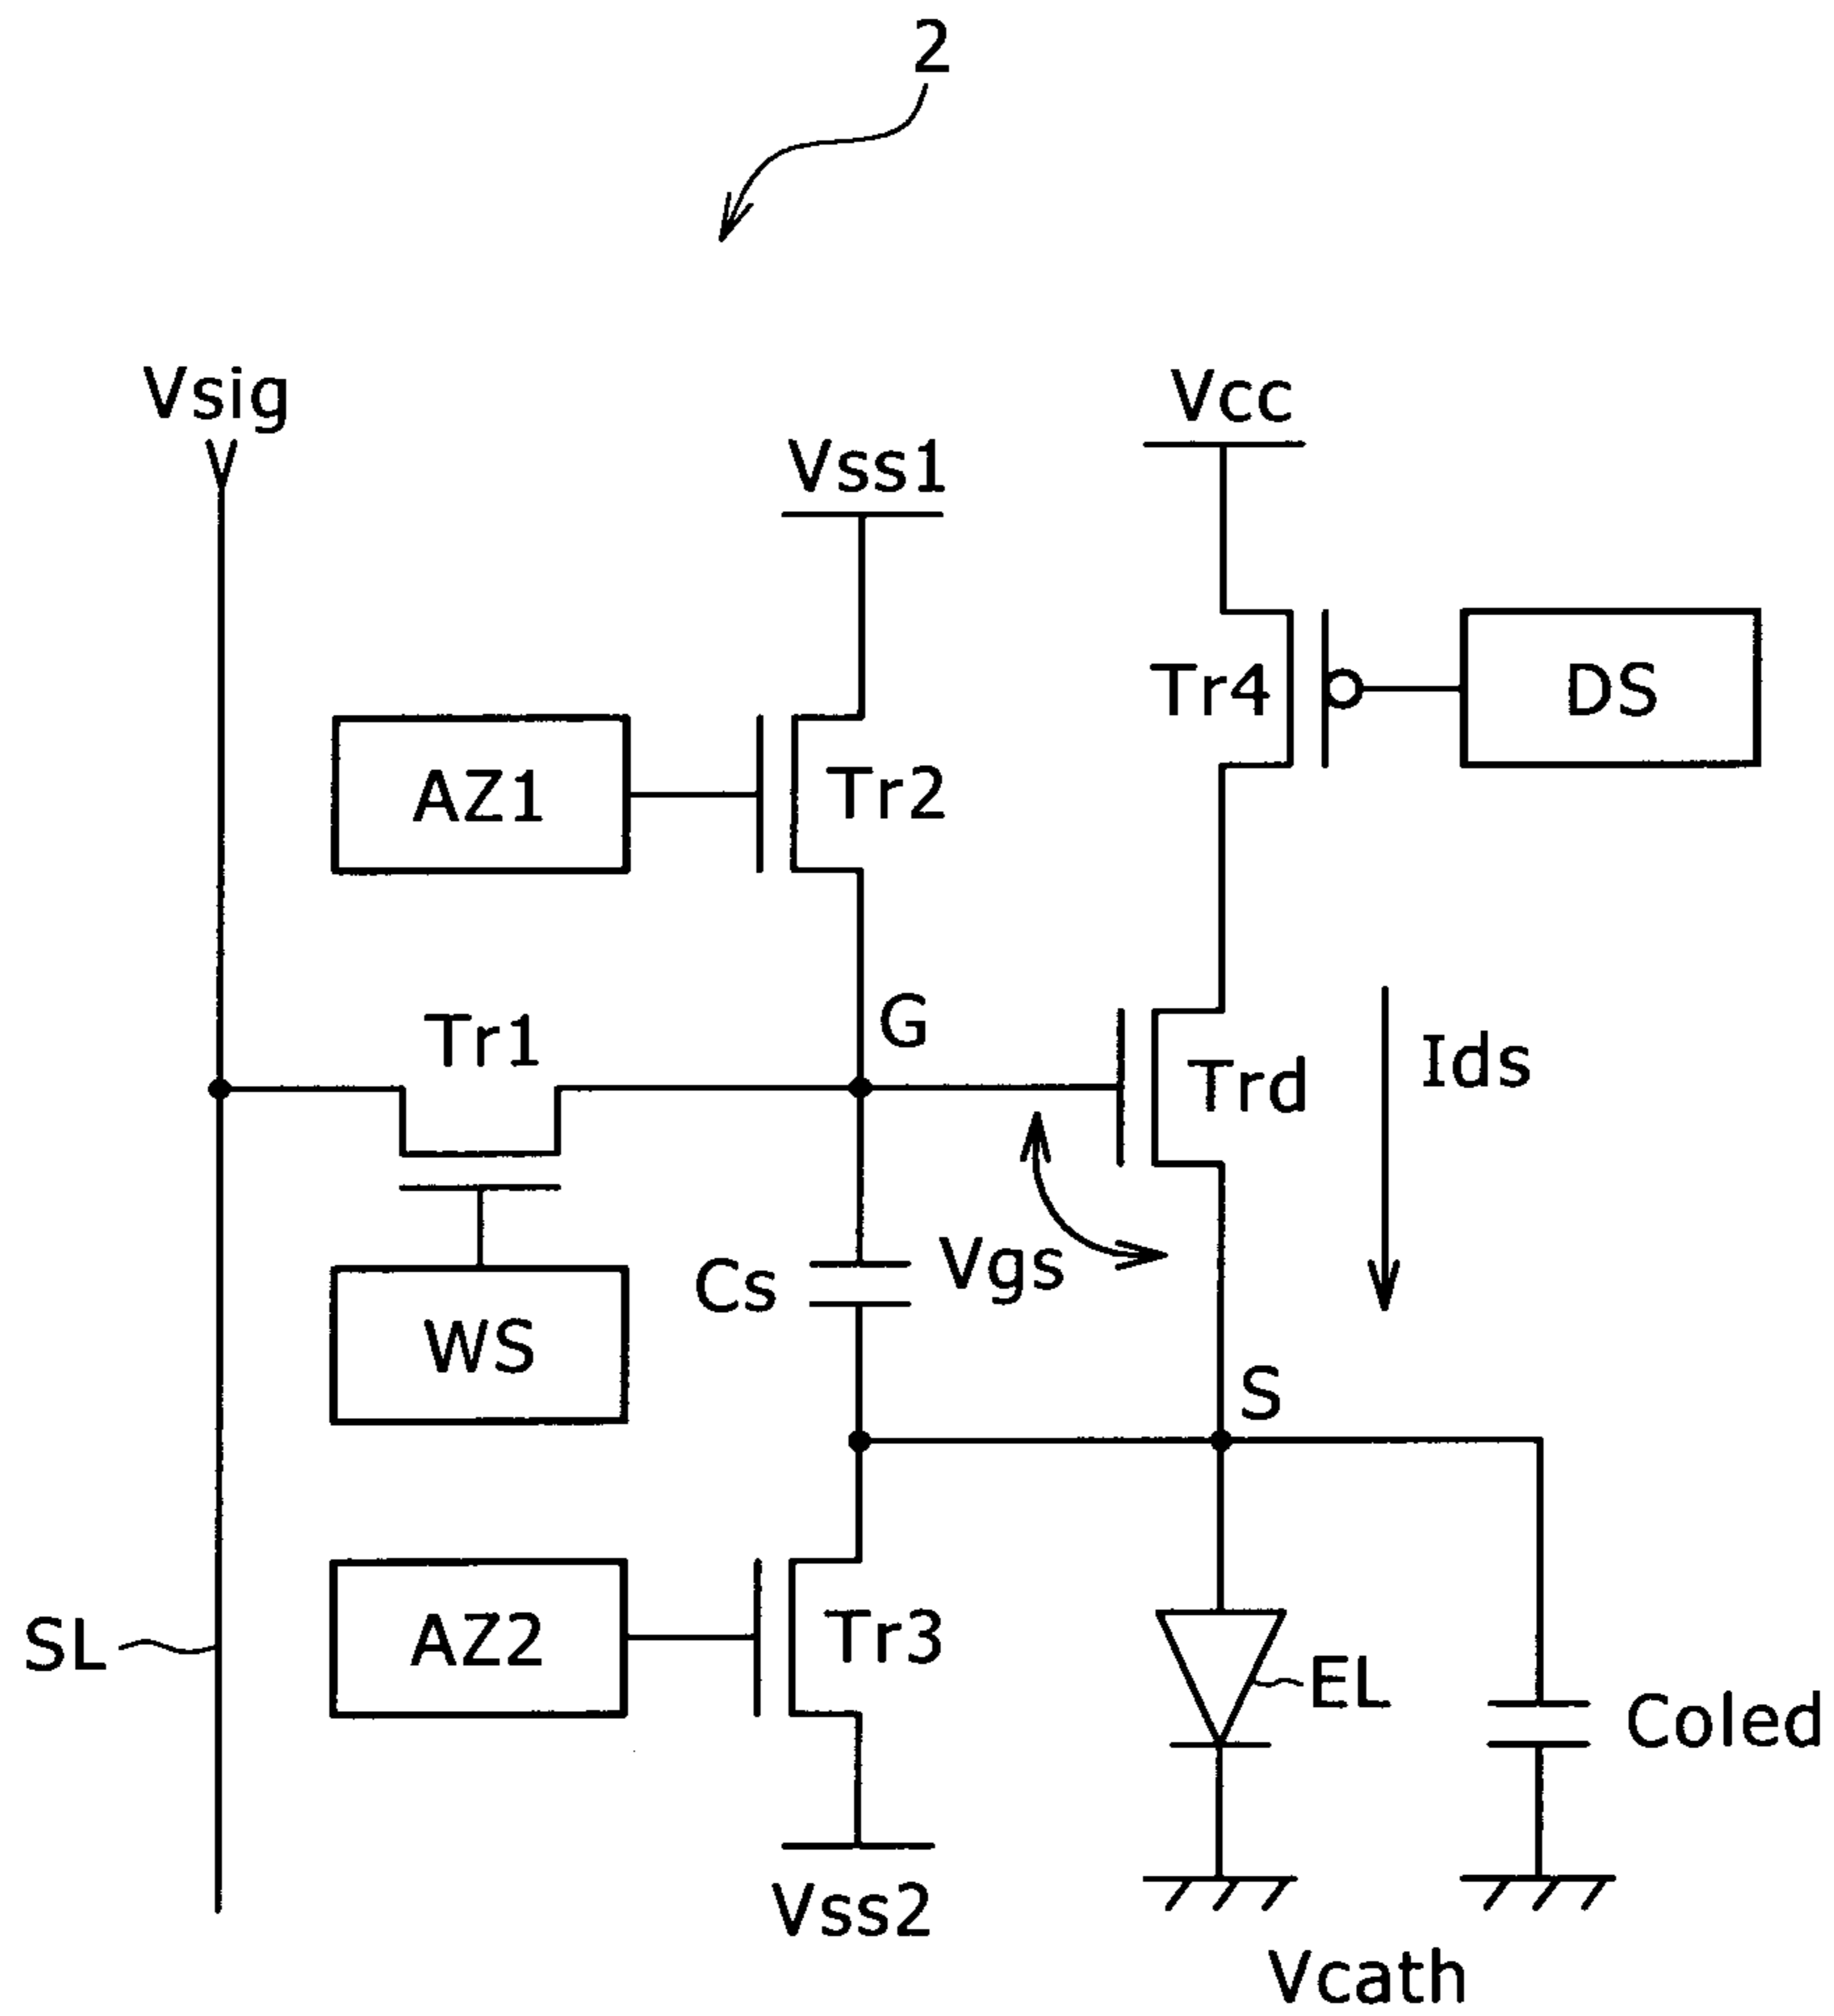 2
Vsig
Vcc
Vss1
Tr4
DS
AZ1
Tr2
G
Tr1
Trd
Ids
Cs
Vgs
WS
S
SL
AZ2
Tr3
EL
Coled
Vss2
Vcath